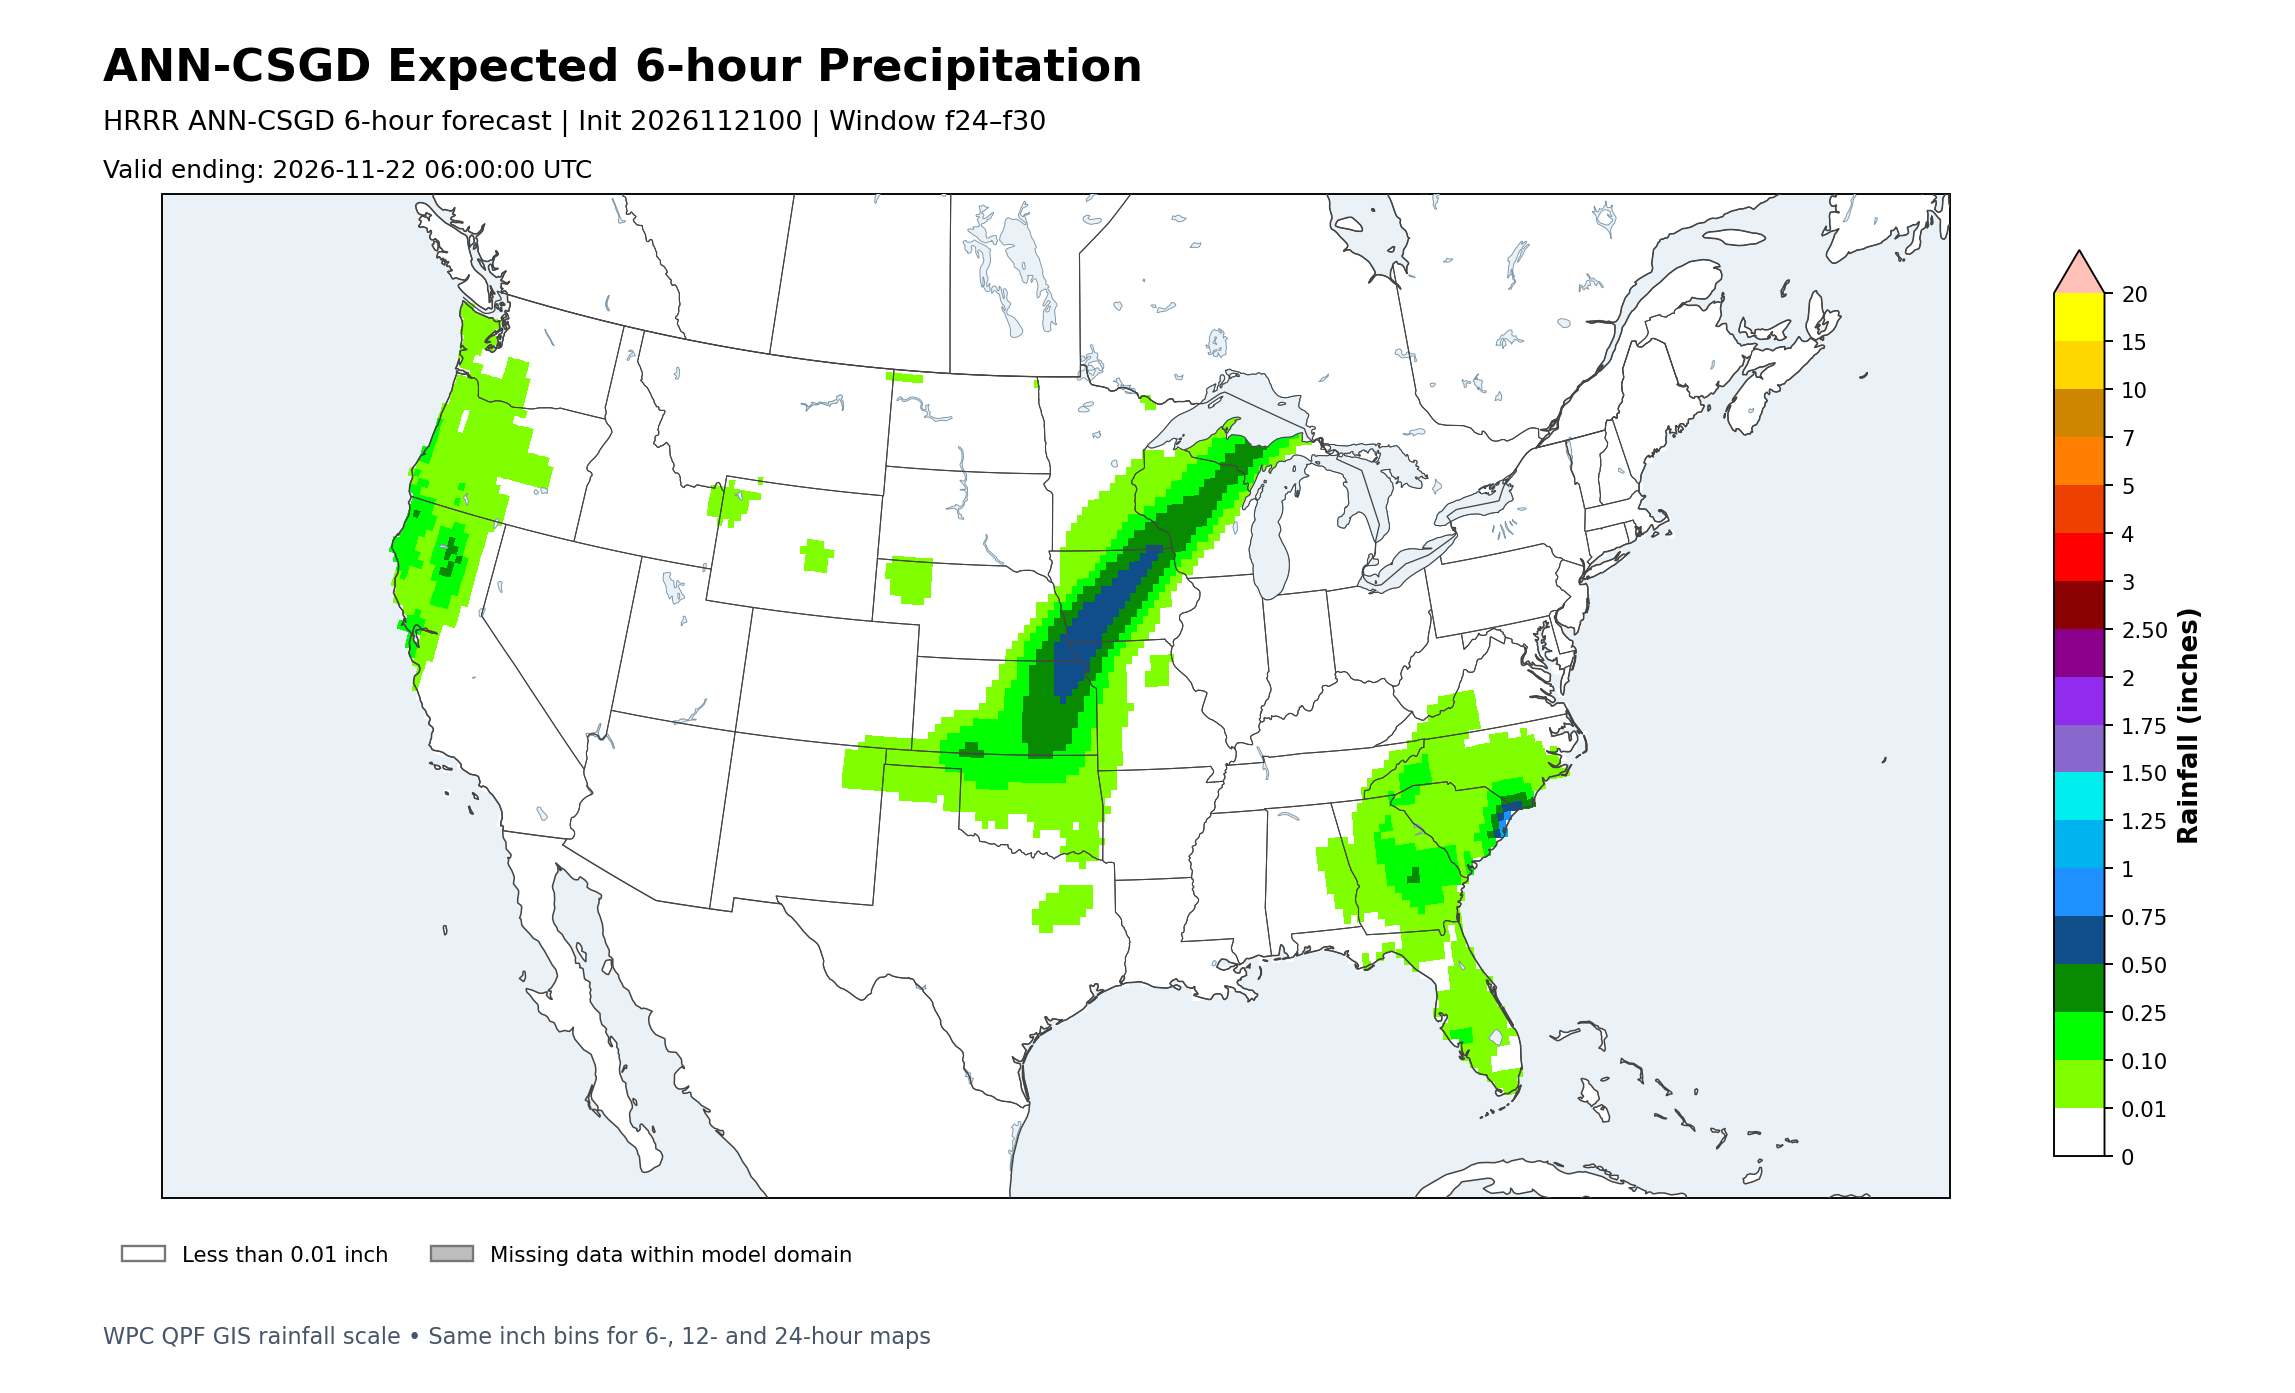 ANN-CSGD Expected 6-hour Precipitation
HRRR ANN-CSGD 6-hour forecast | Init 2026112100 | Window f24–f30
Valid ending: 2026-11-22 06:00:00 UTC
20
15
10
7
5
4
3
2.50
2
1.75
1.50
1.25
1
0.75
0.50
0.25
0.10
0.01
0
Rainfall (inches)
Less than 0.01 inch
Missing data within model domain
WPC QPF GIS rainfall scale • Same inch bins for 6-, 12- and 24-hour maps